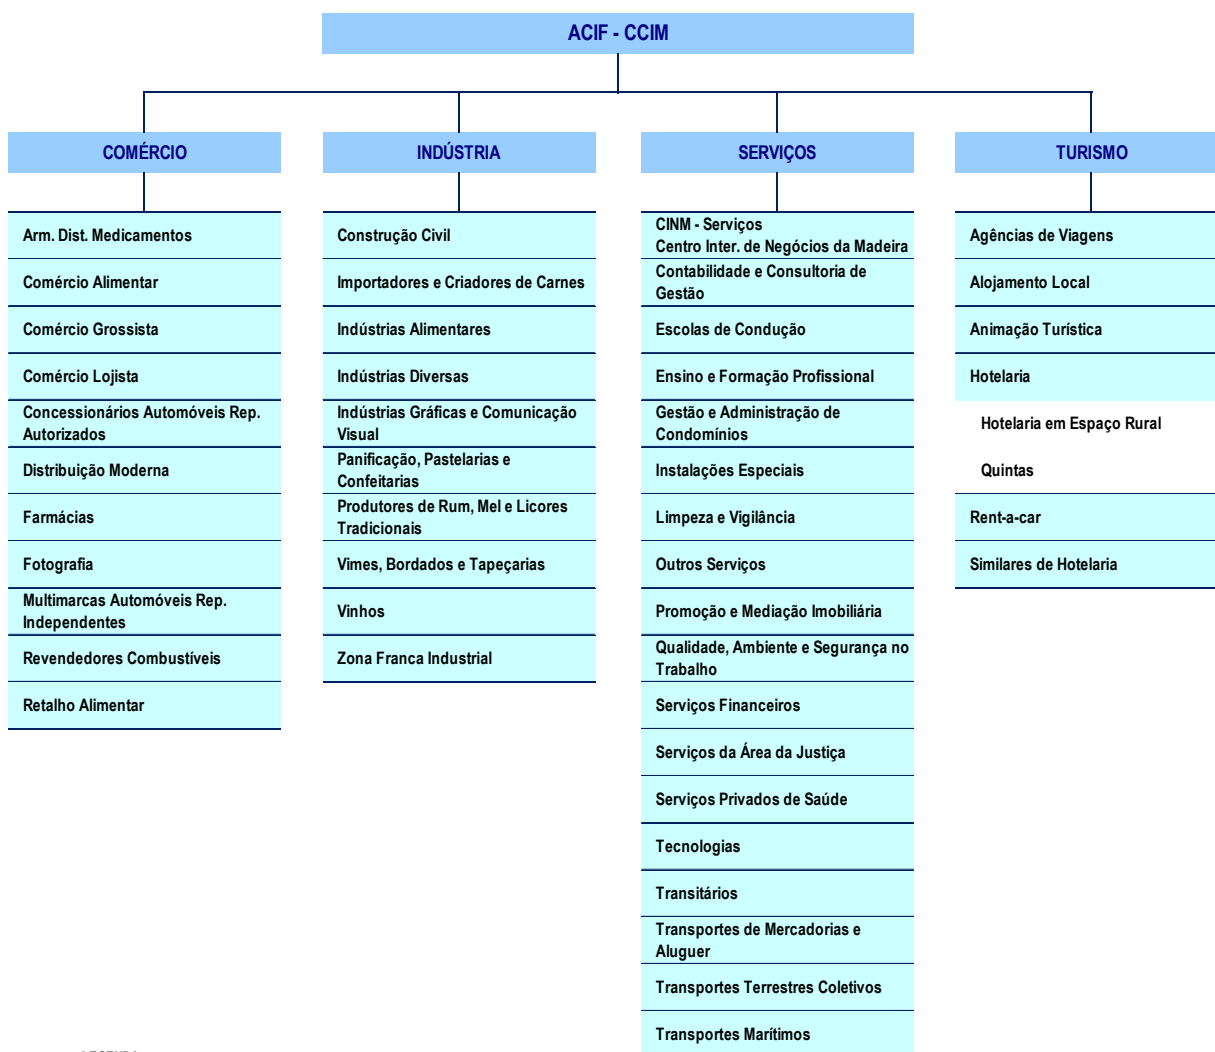 ACIF - CCIM
COMÉRCIO
Arm. Dist. Medicamentos
Comércio Alimentar
Comércio Grossista
Comércio Lojista
Concessionários Automóveis Rep.
Autorizados
Distribuição Moderna
Farmácias
Fotografia
Multimarcas Automóveis Rep.
Independentes
Revendedores Combustíveis
Retalho Alimentar
INDÚSTRIA
Construção Civil
Importadores e Criadores de Carnes
Indústrias Alimentares
Indústrias Diversas
Indústrias Gráficas e Comunicação
Visual
Panificação, Pastelarias e
Confeitarias
Produtores de Rum, Mel e Licores
Tradicionais
Vimes, Bordados e Tapeçarias
Vinhos
Zona Franca Industrial
SERVIÇOS
CINM - Serviços
Centro Inter. de Negócios da Madeira
Contabilidade e Consultoria de
Gestão
Escolas de Condução
Ensino e Formação Profissional
Gestão e Administração de
Condomínios
Instalações Especiais
Limpeza e Vigilância
Outros Serviços
Promoção e Mediação Imobiliária
Qualidade, Ambiente e Segurança no
Trabalho
Serviços Financeiros
Serviços da Área da Justiça
Serviços Privados de Saúde
Tecnologias
Transitários
Transportes de Mercadorias e
Aluguer
Transportes Terrestres Coletivos
Transportes Marítimos
TURISMO
Agências de Viagens
Alojamento Local
Animação Turística
Hotelaria
Hotelaria em Espaço Rural
Quintas
Rent-a-car
Similares de Hotelaria